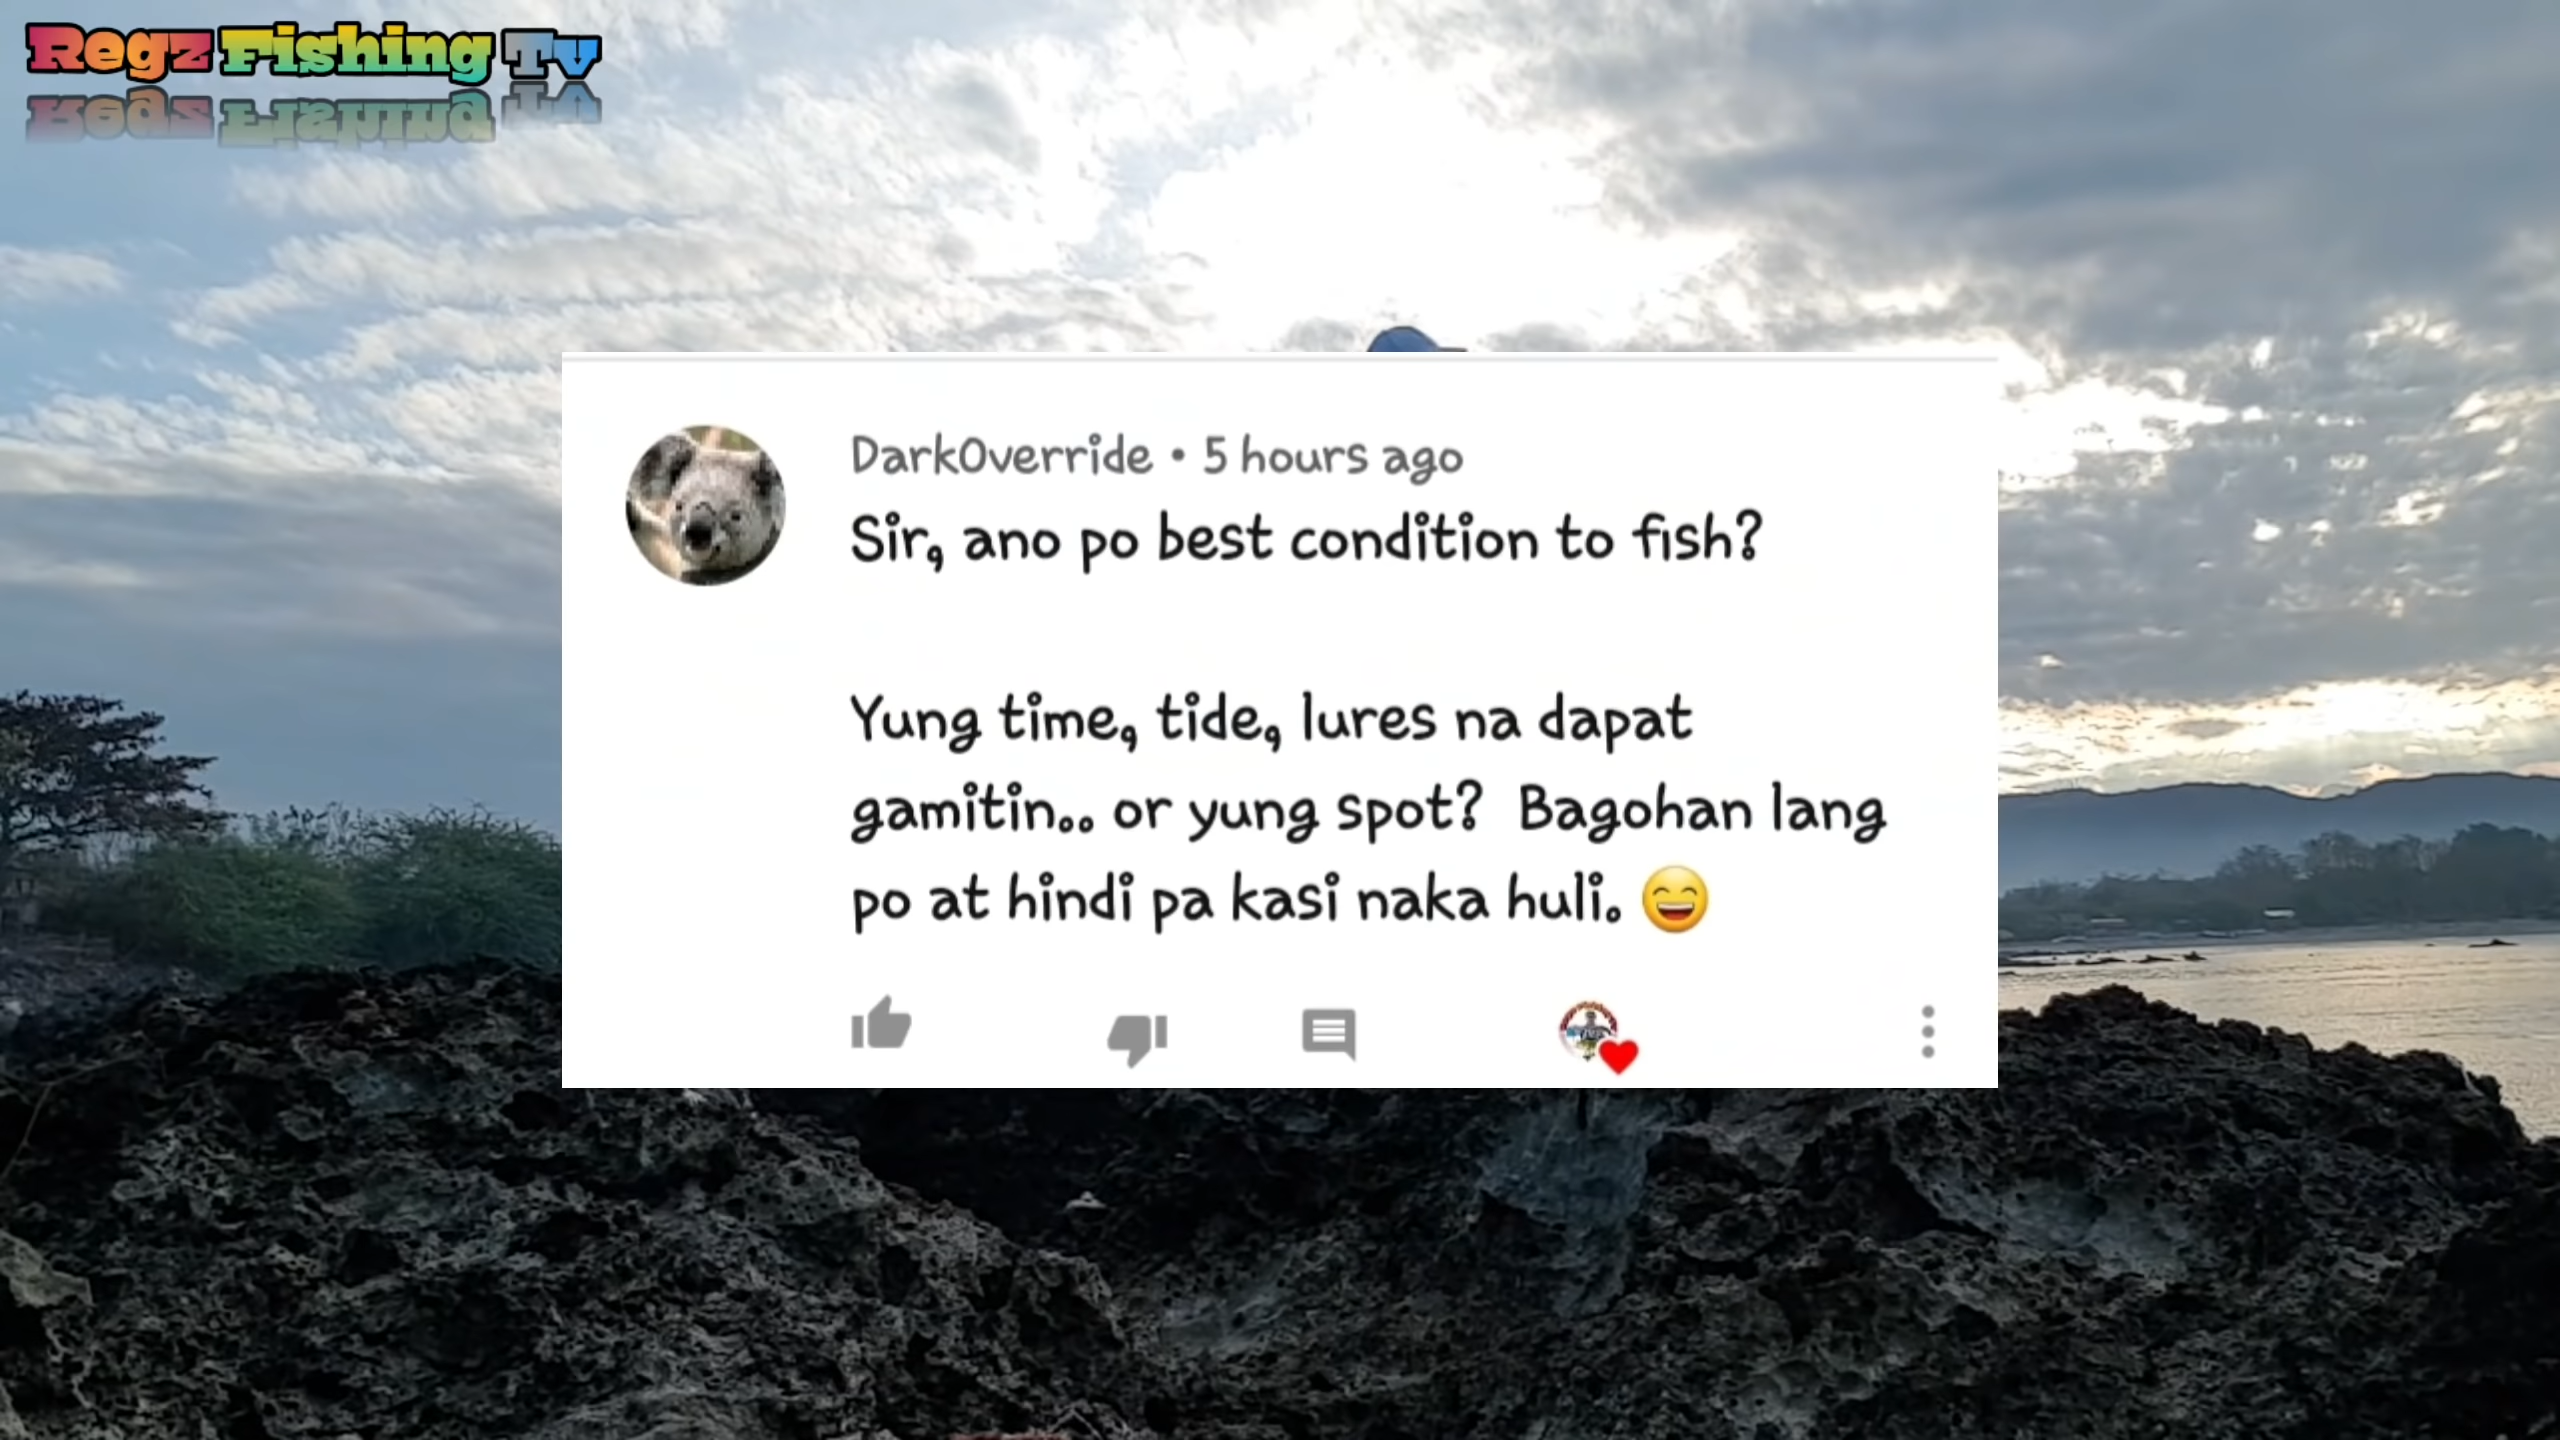 Regz Fishing Tv
DarkOverride • 5 hours ago
Sir, ano po best condition to fish?
Yung time, tide, lures na dapat
gamitin.. or yung spot? Bagohan lang
po at hindi pa kasi naka huli. 😄